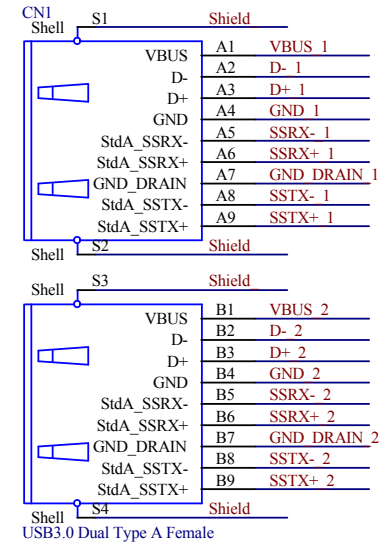 CN1
Shell S1 Shield
VBUS A1 VBUS_1
D- A2 D-_1
D+ A3 D+_1
GND A4 GND_1
StdA_SSRX- A5 SSRX-_1
StdA_SSRX+ A6 SSRX+_1
GND_DRAIN A7 GND_DRAIN_1
StdA_SSTX- A8 SSTX-_1
StdA_SSTX+ A9 SSTX+_1
Shell S2 Shield
Shell S3 Shield
VBUS B1 VBUS_2
D- B2 D-_2
D+ B3 D+_2
GND B4 GND_2
StdA_SSRX- B5 SSRX-_2
StdA_SSRX+ B6 SSRX+_2
GND_DRAIN B7 GND_DRAIN_2
StdA_SSTX- B8 SSTX-_2
StdA_SSTX+ B9 SSTX+_2
Shell S4 Shield
USB3.0 Dual Type A Female